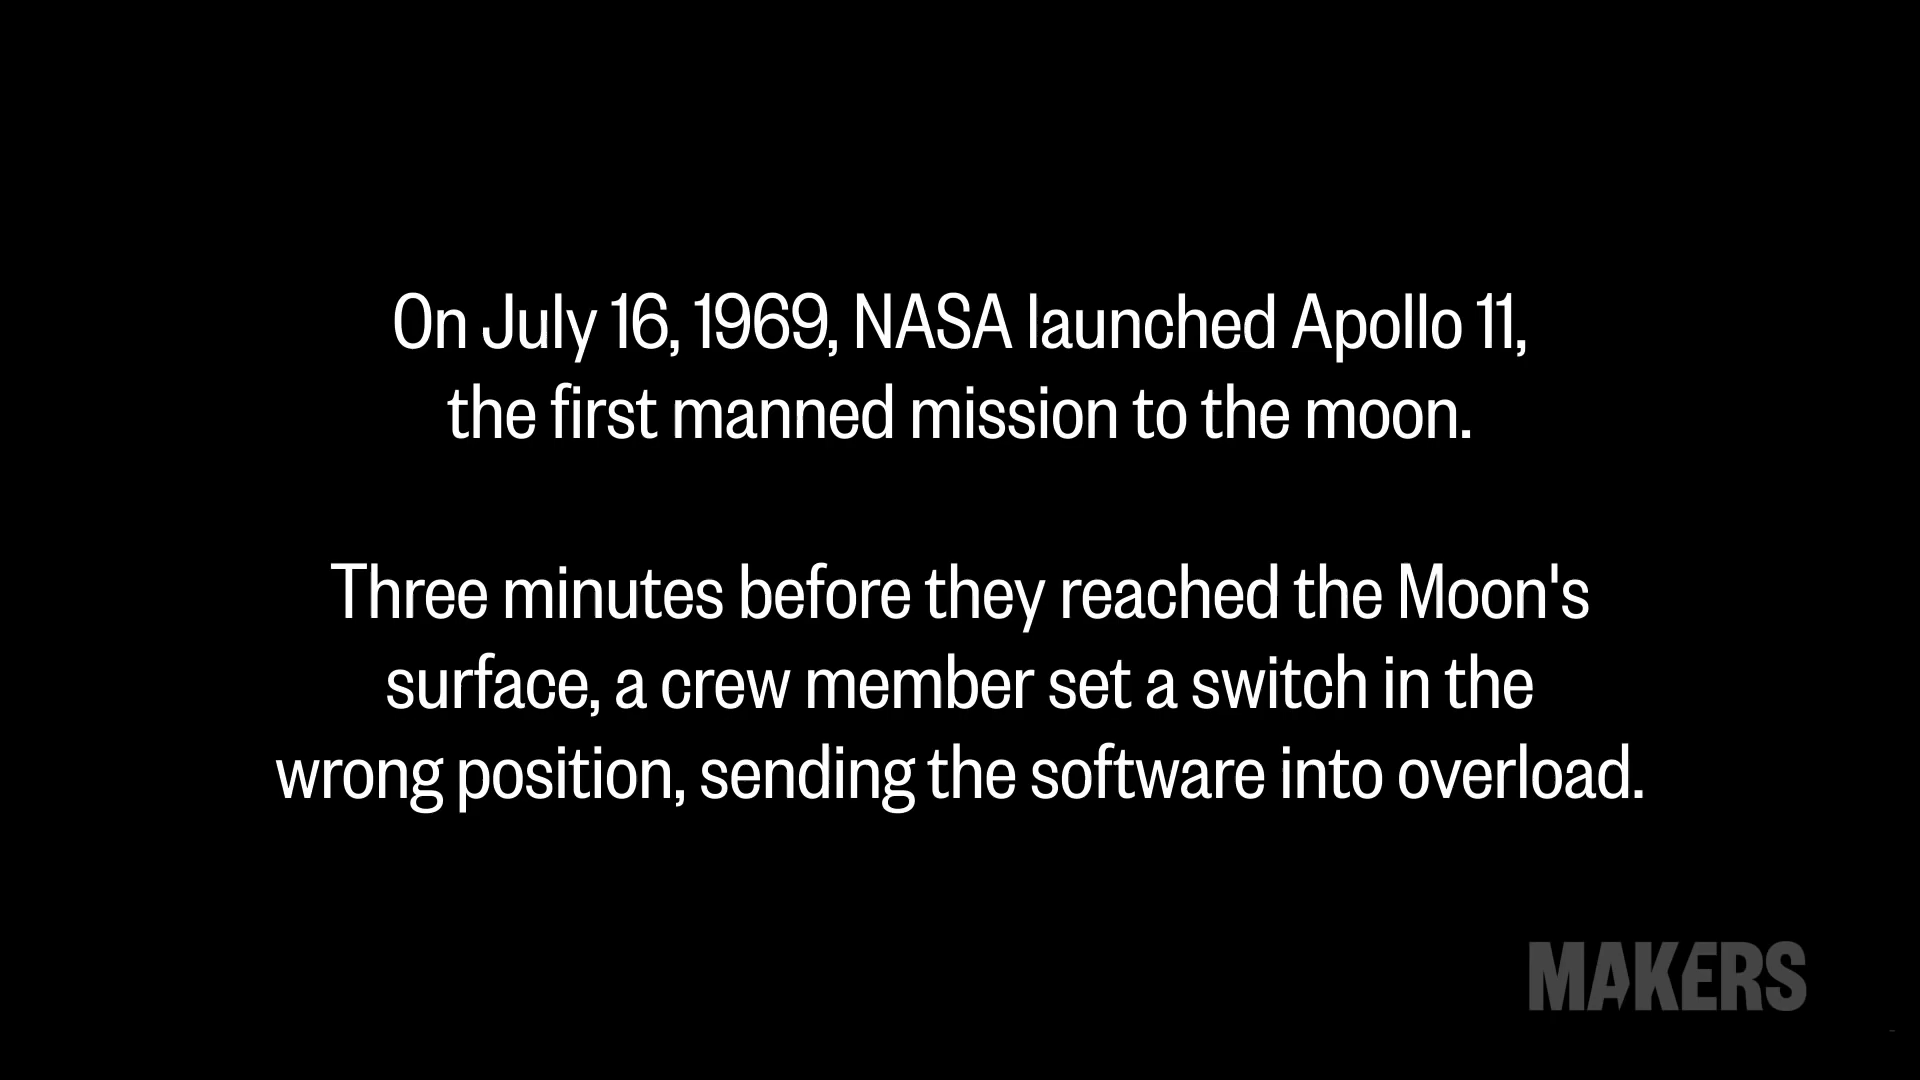 On July 16, 1969, NASA launched Apollo 11,
the first manned mission to the moon.
Three minutes before they reached the Moon's
surface, a crew member set a switch in the
wrong position, sending the software into overload.
MAKERS